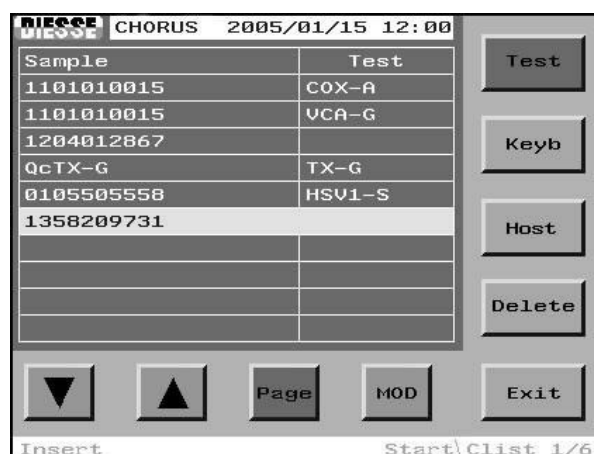 DIESSE CHORUS 2005/01/15 12:00
Sample Test
1101010015 COX-A
1101010015 VCA-G
1204012867
QcTX-G TX-G
0105505558 HSV1-S
1358209731
Test
Keyb
Host
Delete
Page MOD Exit
Insert Start\Clist 1/6